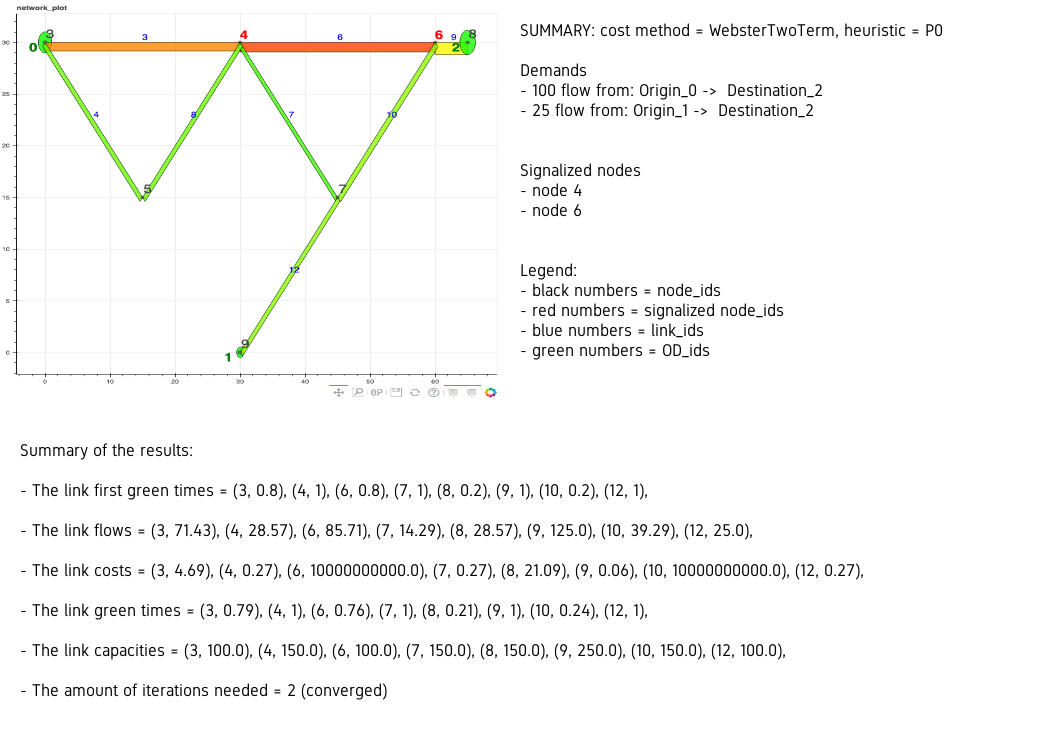 network_plot
SUMMARY: cost method = WebsterTwoTerm, heuristic = P0
Demands
- 100 flow from: Origin_0 -> Destination_2
- 25 flow from: Origin_1 -> Destination_2
Signalized nodes
- node 4
- node 6
Legend:
- black numbers = node_ids
- red numbers = signalized node_ids
- blue numbers = link_ids
- green numbers = OD_ids
3 3 4 6 6 9 8
30 0 2
25
4 8 7 10
20
5 7
15
10
12
5
9
0 1
0 10 20 30 40 50 60
Summary of the results:
- The link first green times = (3, 0.8), (4, 1), (6, 0.8), (7, 1), (8, 0.2), (9, 1), (10, 0.2), (12, 1),
- The link flows = (3, 71.43), (4, 28.57), (6, 85.71), (7, 14.29), (8, 28.57), (9, 125.0), (10, 39.29), (12, 25.0),
- The link costs = (3, 4.69), (4, 0.27), (6, 10000000000.0), (7, 0.27), (8, 21.09), (9, 0.06), (10, 10000000000.0), (12, 0.27),
- The link green times = (3, 0.79), (4, 1), (6, 0.76), (7, 1), (8, 0.21), (9, 1), (10, 0.24), (12, 1),
- The link capacities = (3, 100.0), (4, 150.0), (6, 100.0), (7, 150.0), (8, 150.0), (9, 250.0), (10, 150.0), (12, 100.0),
- The amount of iterations needed = 2 (converged)